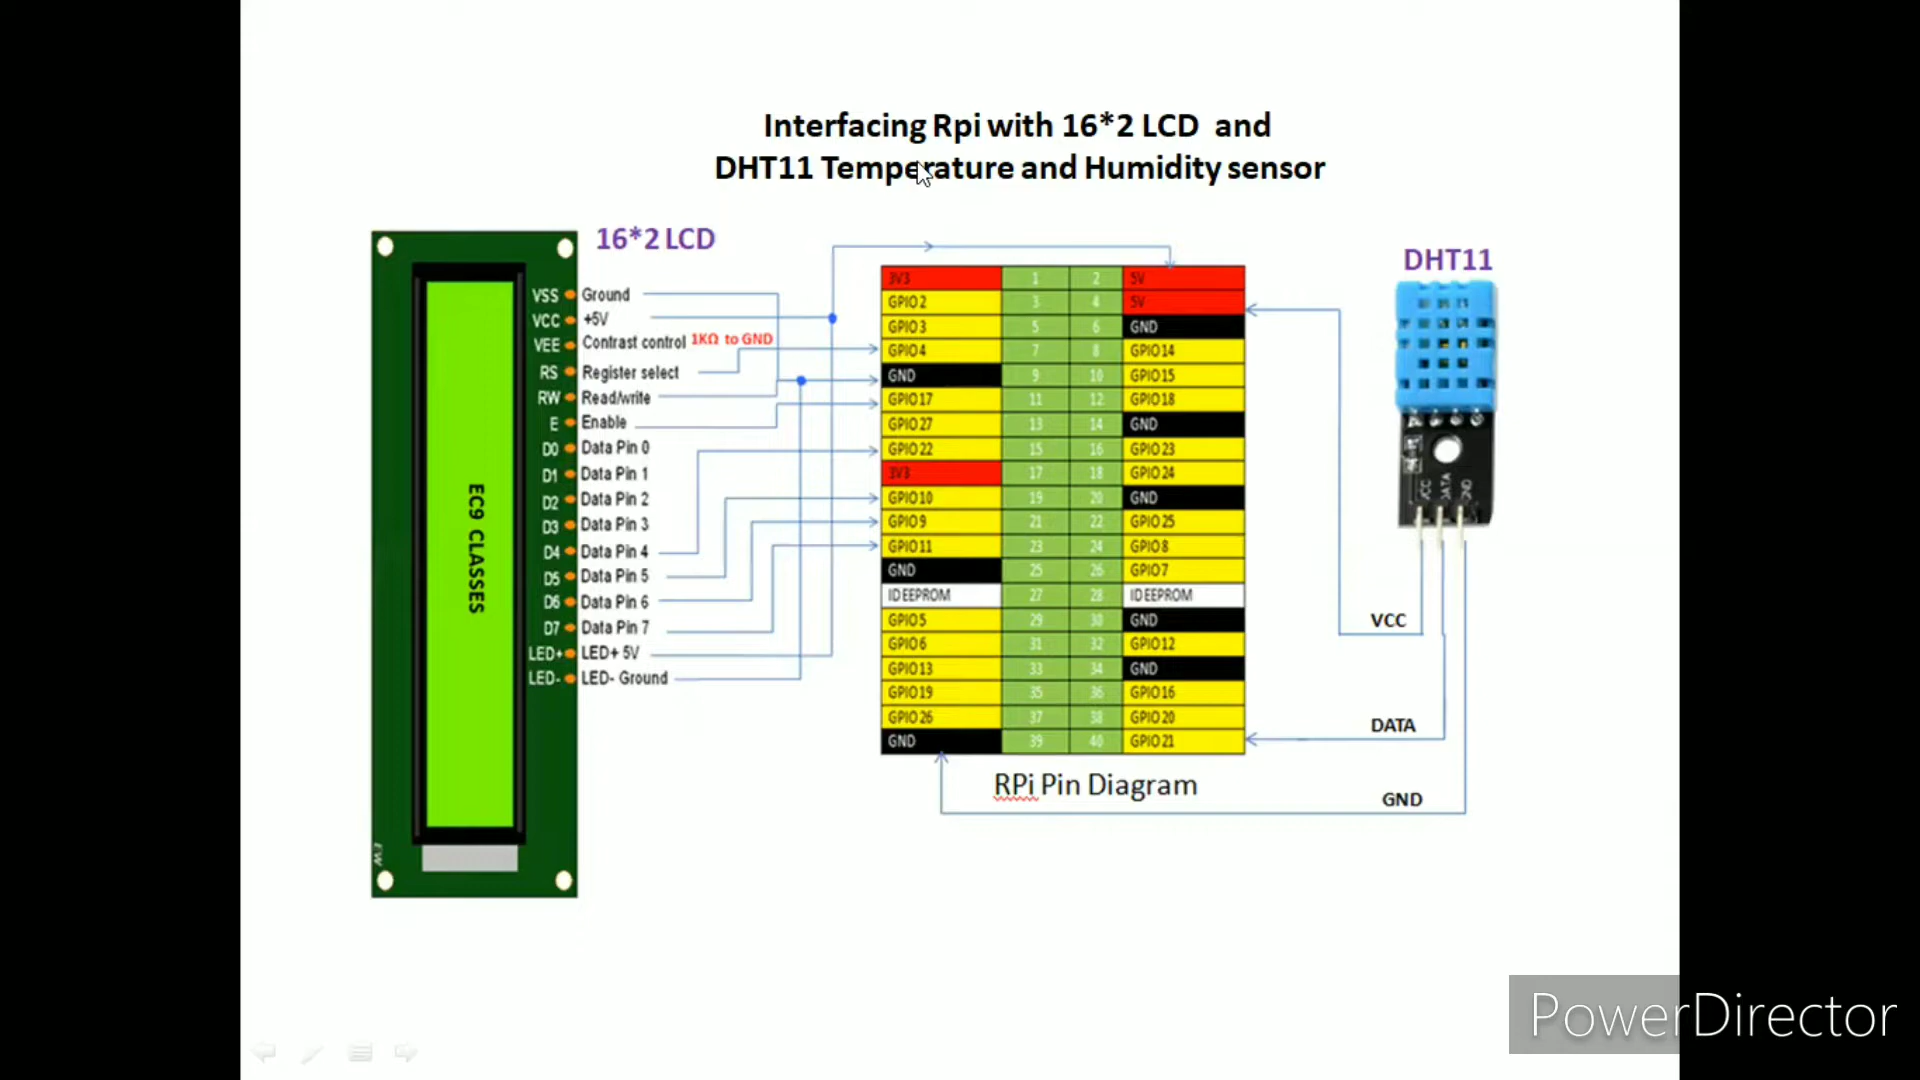 Interfacing Rpi with 16*2 LCD and
DHT11 Temperature and Humidity sensor
16*2 LCD
VSS Ground
VCC +5V
VEE Contrast control 1KΩ to GND
RS Register select
RW Read/write
E Enable
D0 Data Pin 0
D1 Data Pin 1
D2 Data Pin 2
D3 Data Pin 3
D4 Data Pin 4
D5 Data Pin 5
D6 Data Pin 6
D7 Data Pin 7
LED+ LED+ 5V
LED- LED- Ground
EC9 CLASSES
EW
3V3 1 2 5V
GPIO2 3 4 5V
GPIO3 5 6 GND
GPIO4 7 8 GPIO14
GND 9 10 GPIO15
GPIO17 11 12 GPIO18
GPIO27 13 14 GND
GPIO22 15 16 GPIO23
3V3 17 18 GPIO24
GPIO10 19 20 GND
GPIO9 21 22 GPIO25
GPIO11 23 24 GPIO8
GND 25 26 GPIO7
ID EEPROM 27 28 ID EEPROM
GPIO5 29 30 GND
GPIO6 31 32 GPIO12
GPIO13 33 34 GND
GPIO19 35 36 GPIO16
GPIO26 37 38 GPIO20
GND 39 40 GPIO21
RPi Pin Diagram
DHT11
VCC DATA GND
VCC
DATA
GND
PowerDirector